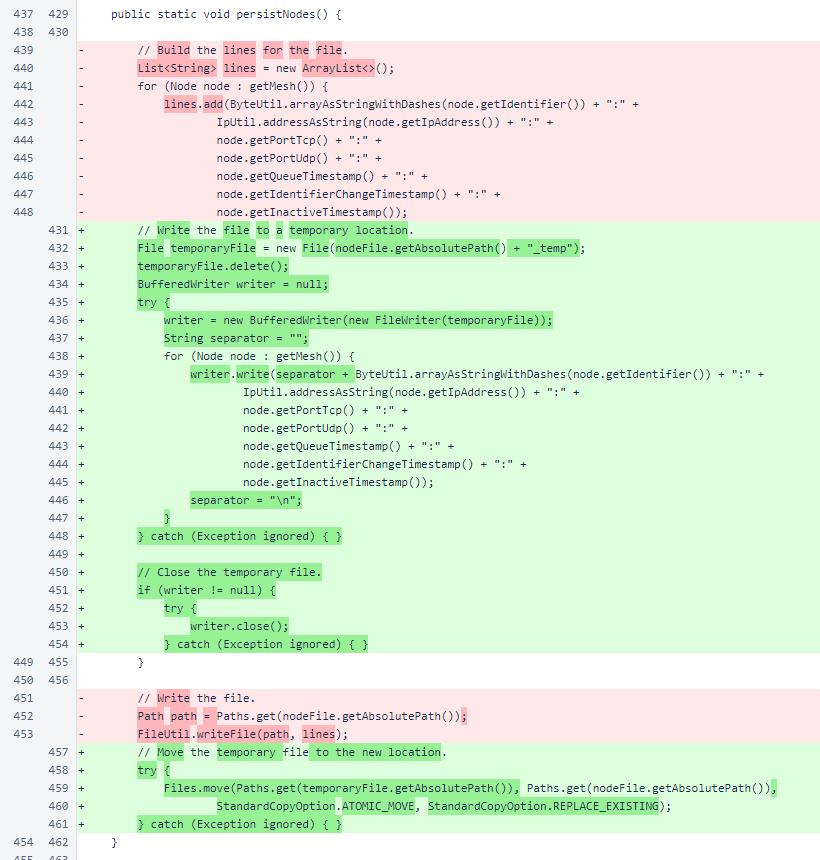 437 429 public static void persistNodes() {
438 430
439 - // Build the lines for the file.
440 - List<String> lines = new ArrayList<>();
441 - for (Node node : getMesh()) {
442 - lines.add(ByteUtil.arrayAsStringWithDashes(node.getIdentifier()) + ":" +
443 - IpUtil.addressAsString(node.getIpAddress()) + ":" +
444 - node.getPortTcp() + ":" +
445 - node.getPortUdp() + ":" +
446 - node.getQueueTimestamp() + ":" +
447 - node.getIdentifierChangeTimestamp() + ":" +
448 - node.getInactiveTimestamp());
431 + // Write the file to a temporary location.
432 + File temporaryFile = new File(nodeFile.getAbsolutePath() + "_temp");
433 + temporaryFile.delete();
434 + BufferedWriter writer = null;
435 + try {
436 + writer = new BufferedWriter(new FileWriter(temporaryFile));
437 + String separator = "";
438 + for (Node node : getMesh()) {
439 + writer.write(separator + ByteUtil.arrayAsStringWithDashes(node.getIdentifier()) + ":" +
440 + IpUtil.addressAsString(node.getIpAddress()) + ":" +
441 + node.getPortTcp() + ":" +
442 + node.getPortUdp() + ":" +
443 + node.getQueueTimestamp() + ":" +
444 + node.getIdentifierChangeTimestamp() + ":" +
445 + node.getInactiveTimestamp());
446 + separator = "\n";
447 + }
448 + } catch (Exception ignored) { }
449 +
450 + // Close the temporary file.
451 + if (writer != null) {
452 + try {
453 + writer.close();
454 + } catch (Exception ignored) { }
449 455 }
450 456
451 - // Write the file.
452 - Path path = Paths.get(nodeFile.getAbsolutePath());
453 - FileUtil.writeFile(path, lines);
457 + // Move the temporary file to the new location.
458 + try {
459 + Files.move(Paths.get(temporaryFile.getAbsolutePath()), Paths.get(nodeFile.getAbsolutePath()),
460 + StandardCopyOption.ATOMIC_MOVE, StandardCopyOption.REPLACE_EXISTING);
461 + } catch (Exception ignored) { }
454 462 }
455 463